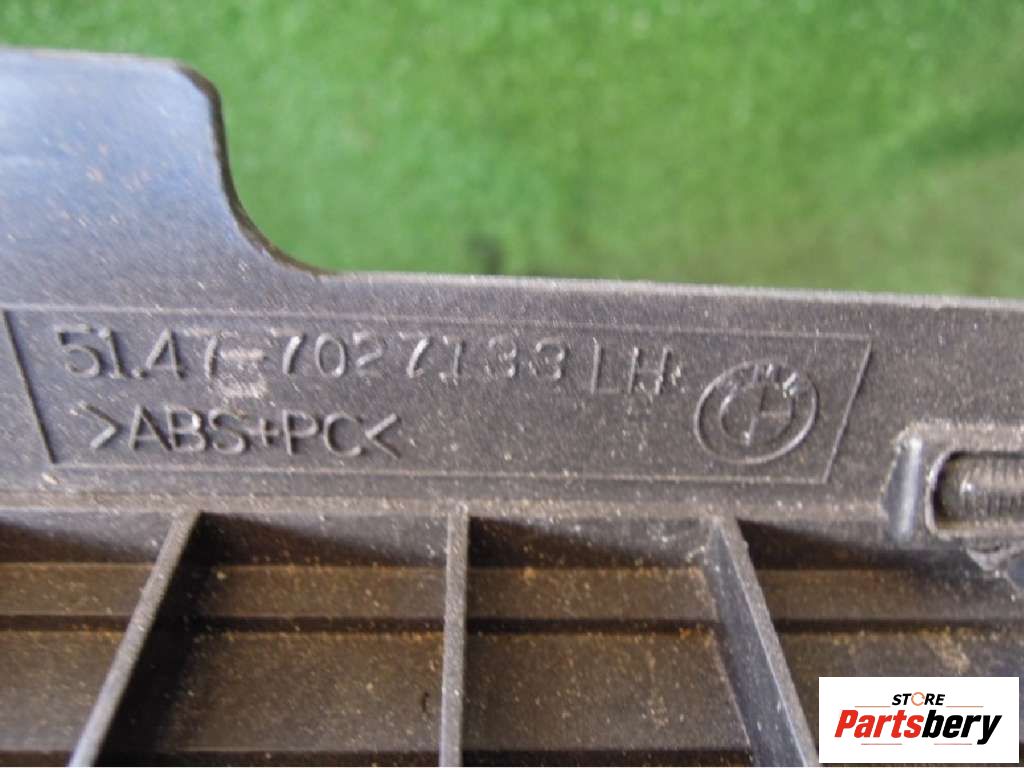 51.47-7027133 LH
>ABS+PC<
STORE
Partsbery